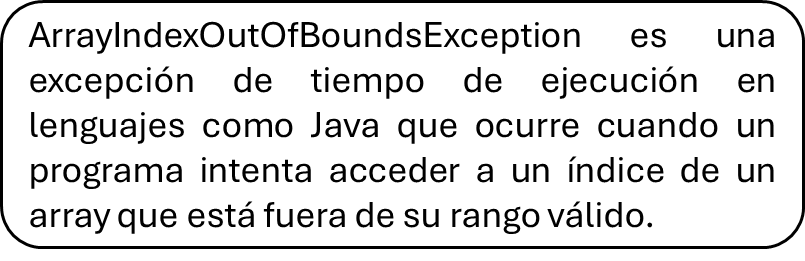 ArrayIndexOutOfBoundsException es una
excepción de tiempo de ejecución en
lenguajes como Java que ocurre cuando un
programa intenta acceder a un índice de un
array que está fuera de su rango válido.